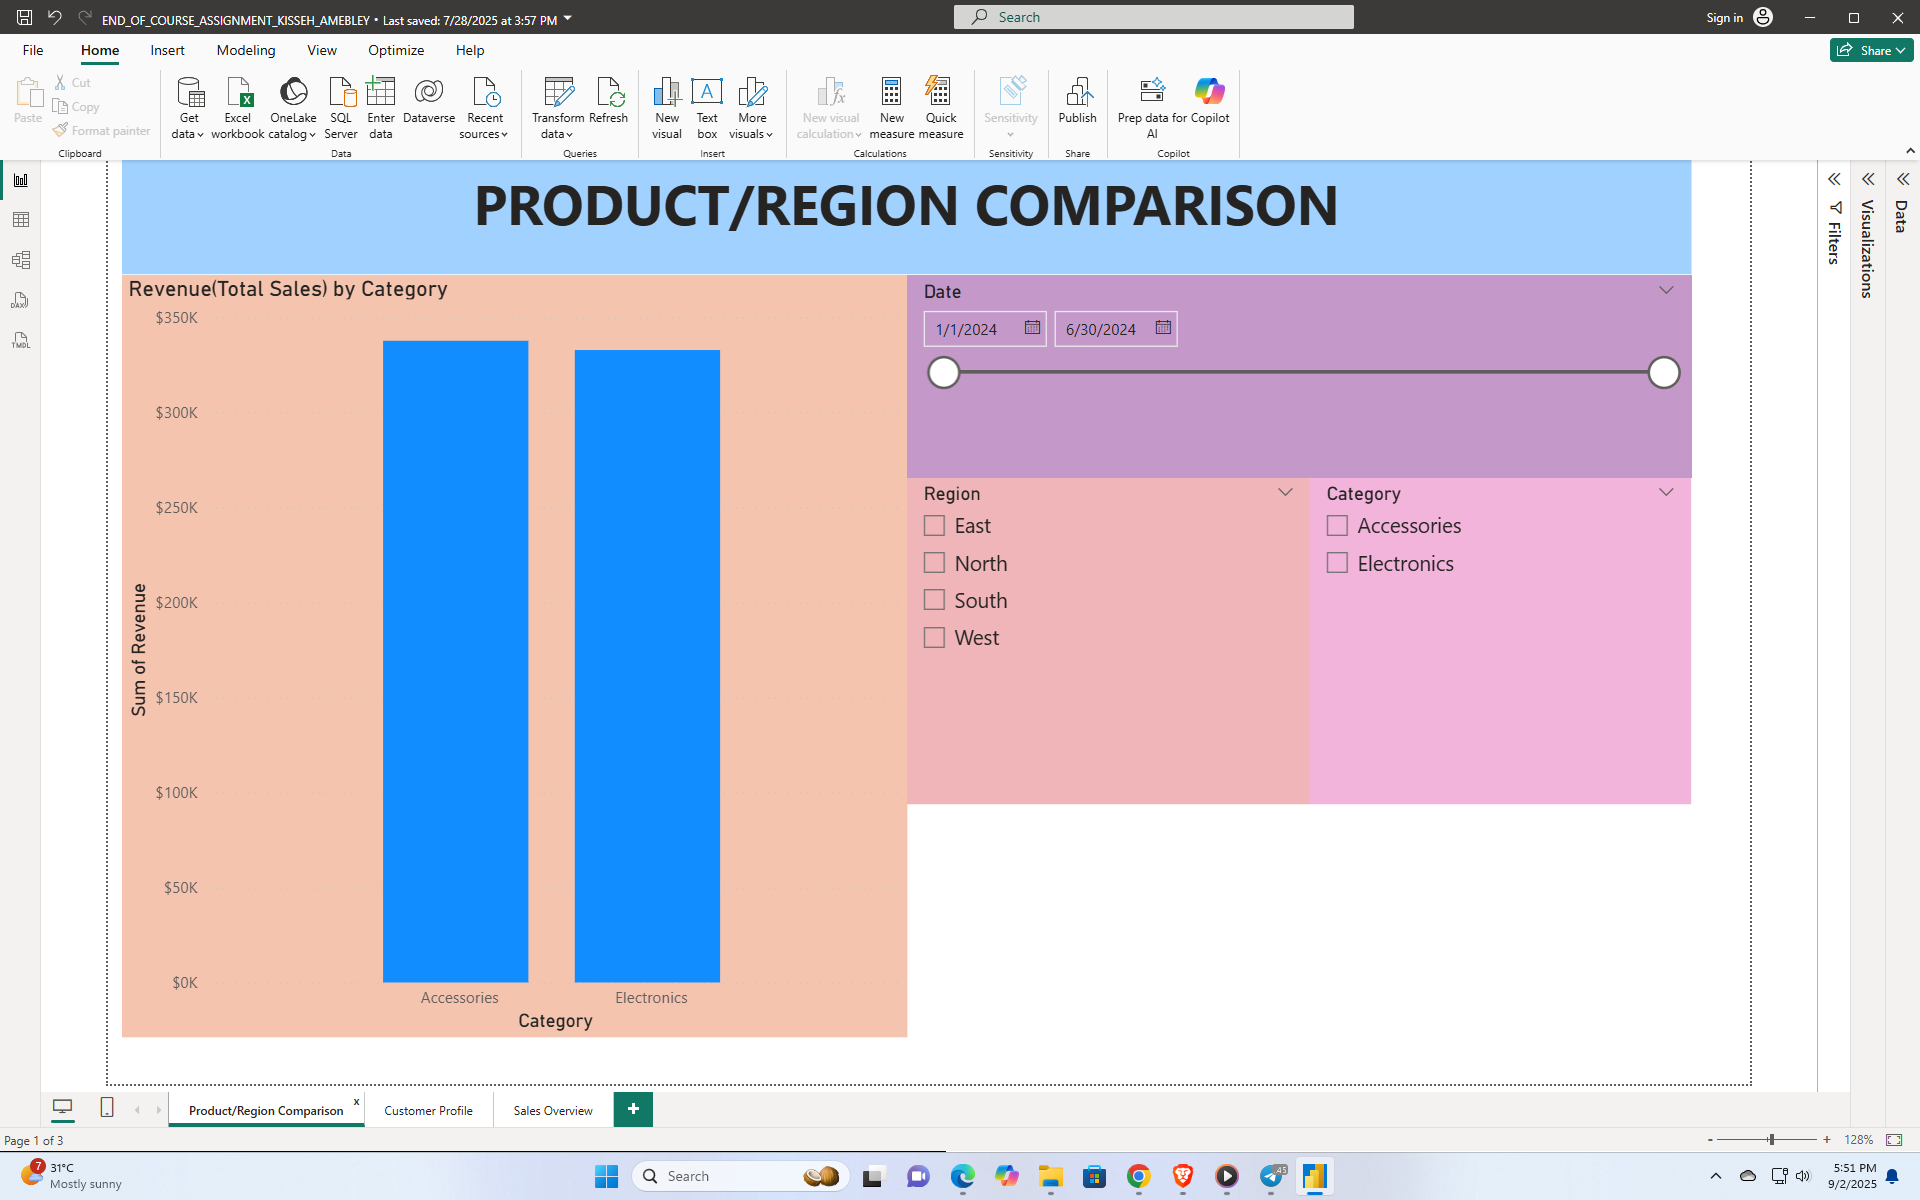 END_OF_COURSE_ASSIGNMENT_KISSEH_AMEBLEY • Last saved: 7/28/2025 at 3:57 PM
Search
Sign in
File Home Insert Modeling View Optimize Help
Share
Paste
Cut
Copy
Format painter
Clipboard
Get data
Excel workbook
OneLake catalog
SQL Server
Enter data
Dataverse
Recent sources
Data
Transform data
Refresh
Queries
New visual
Text box
More visuals
Insert
New visual calculation
New measure
Quick measure
Calculations
Sensitivity
Sensitivity
Publish
Share
Prep data for AI
Copilot
Copilot
DAX
TMDL
PRODUCT/REGION COMPARISON
Revenue(Total Sales) by Category
$350K
$300K
$250K
$200K
$150K
$100K
$50K
$0K
Sum of Revenue
Accessories Electronics
Category
Date
1/1/2024 6/30/2024
Region
East
North
South
West
Category
Accessories
Electronics
Filters
Visualizations
Data
Product/Region Comparison x
Customer Profile
Sales Overview
+
Page 1 of 3
- + 128%
7
31°C
Mostly sunny
Search
45
5:51 PM
9/2/2025